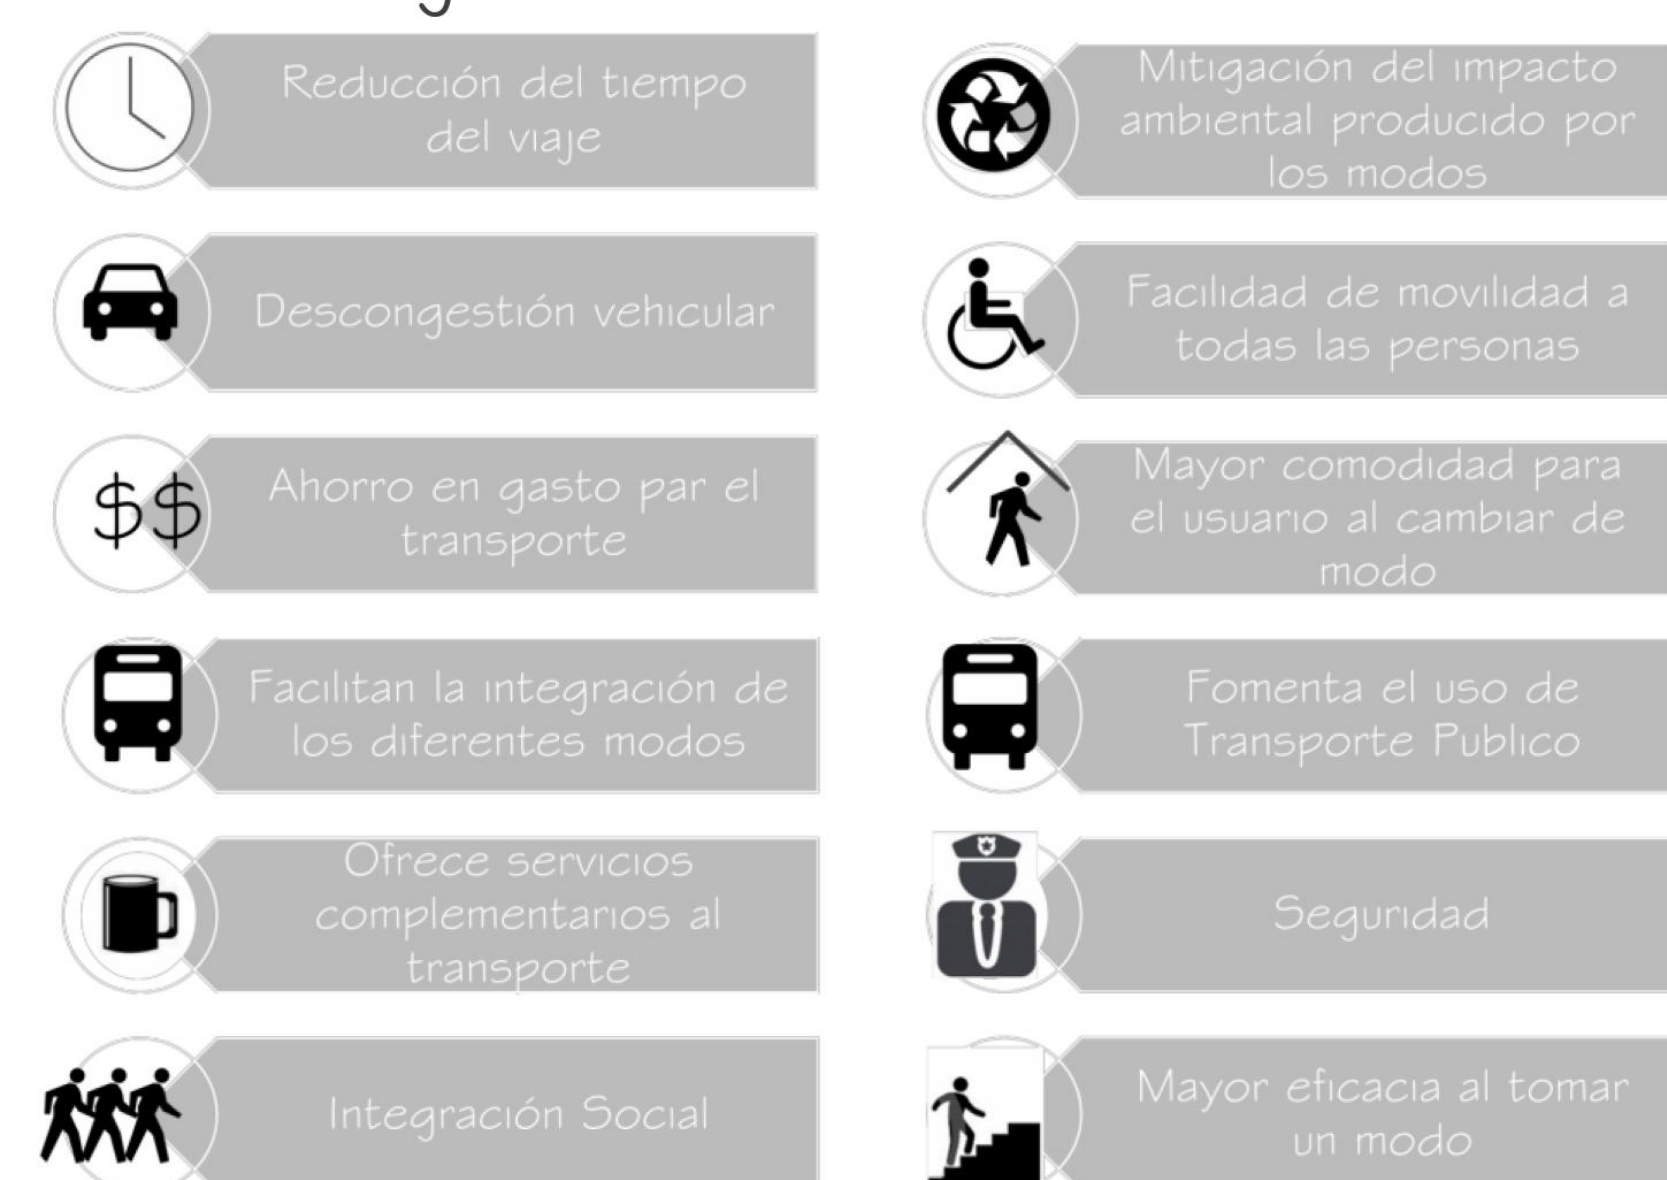 Reducción del tiempo
del viaje
Descongestión vehicular
$$
Ahorro en gasto par el
transporte
Facilitan la integración de
los diferentes modos
Ofrece servicios
complementarios al
transporte
Integración Social
Mitigación del impacto
ambiental producido por
los modos
Facilidad de movilidad a
todas las personas
Mayor comodidad para
el usuario al cambiar de
modo
Fomenta el uso de
Transporte Publico
Seguridad
Mayor eficacia al tomar
un modo